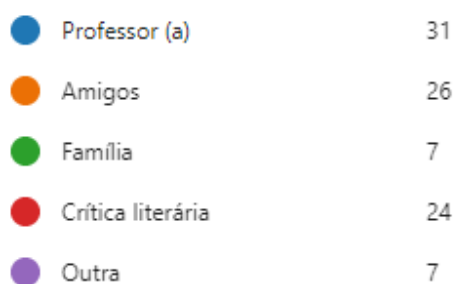 Professor (a) 31
Amigos 26
Família 7
Crítica literária 24
Outra 7